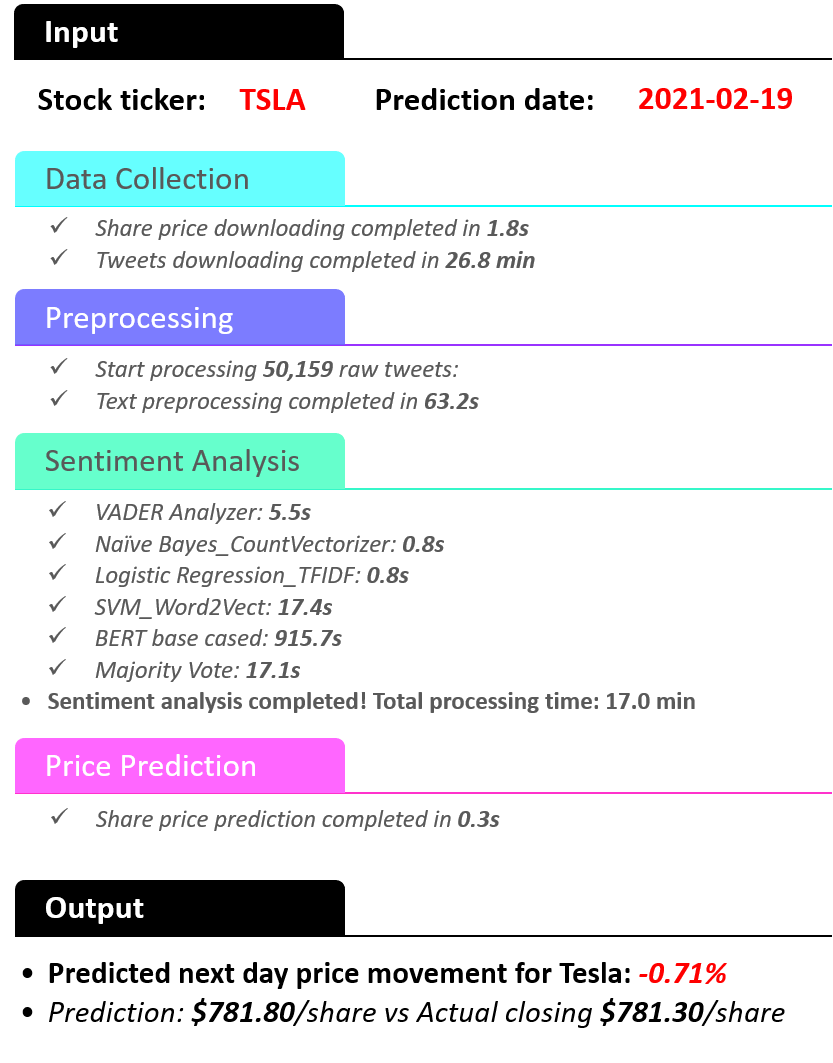 Input
Stock ticker: TSLA Prediction date: 2021-02-19
Data Collection
✓ Share price downloading completed in 1.8s
✓ Tweets downloading completed in 26.8 min
Preprocessing
✓ Start processing 50,159 raw tweets:
✓ Text preprocessing completed in 63.2s
Sentiment Analysis
✓ VADER Analyzer: 5.5s
✓ Naïve Bayes_CountVectorizer: 0.8s
✓ Logistic Regression_TFIDF: 0.8s
✓ SVM_Word2Vect: 17.4s
✓ BERT base cased: 915.7s
✓ Majority Vote: 17.1s
• Sentiment analysis completed! Total processing time: 17.0 min
Price Prediction
✓ Share price prediction completed in 0.3s
Output
• Predicted next day price movement for Tesla: -0.71%
• Prediction: $781.80/share vs Actual closing $781.30/share